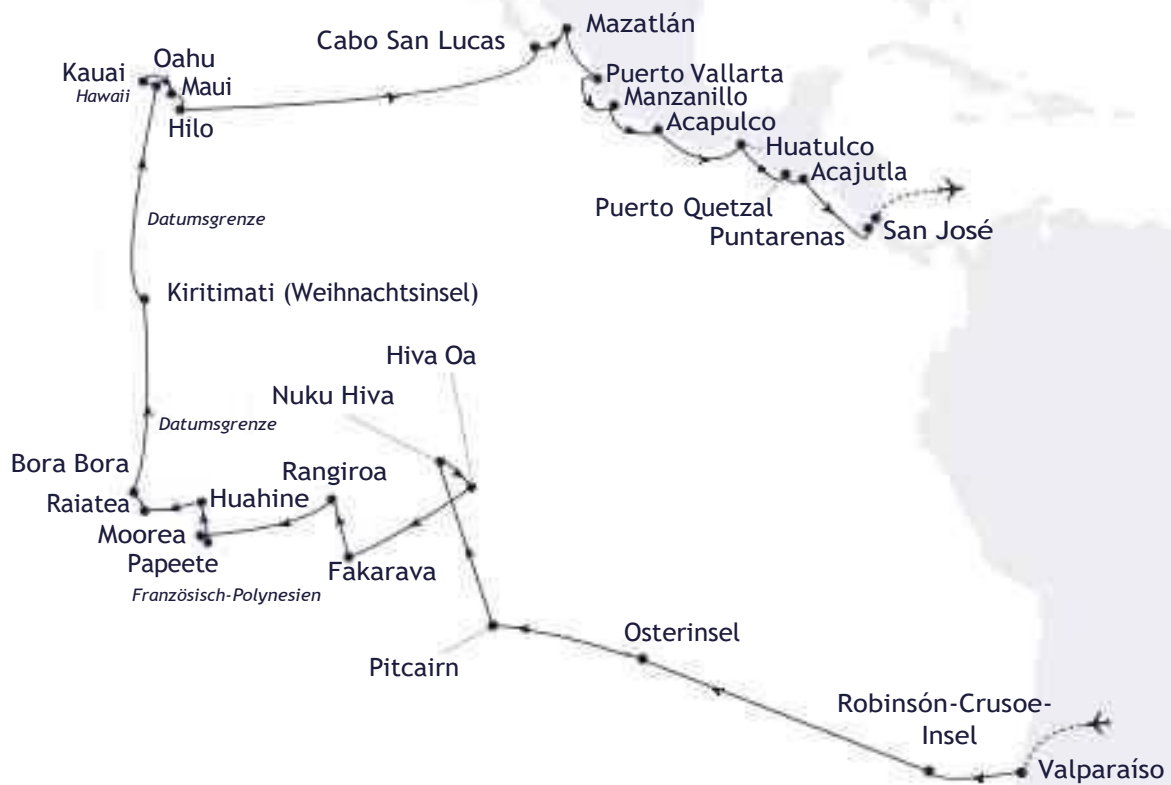 Mazatlán
Cabo San Lucas
Oahu
Kauai
Hawaii
Maui
Hilo
Puerto Vallarta
Manzanillo
Acapulco
Huatulco
Acajutla
Puerto Quetzal
Puntarenas
San José
Datumsgrenze
Kiritimati (Weihnachtsinsel)
Hiva Oa
Nuku Hiva
Datumsgrenze
Bora Bora
Rangiroa
Raiatea
Huahine
Moorea
Papeete
Fakarava
Französisch-Polynesien
Osterinsel
Pitcairn
Robinsón-Crusoe-
Insel
Valparaíso